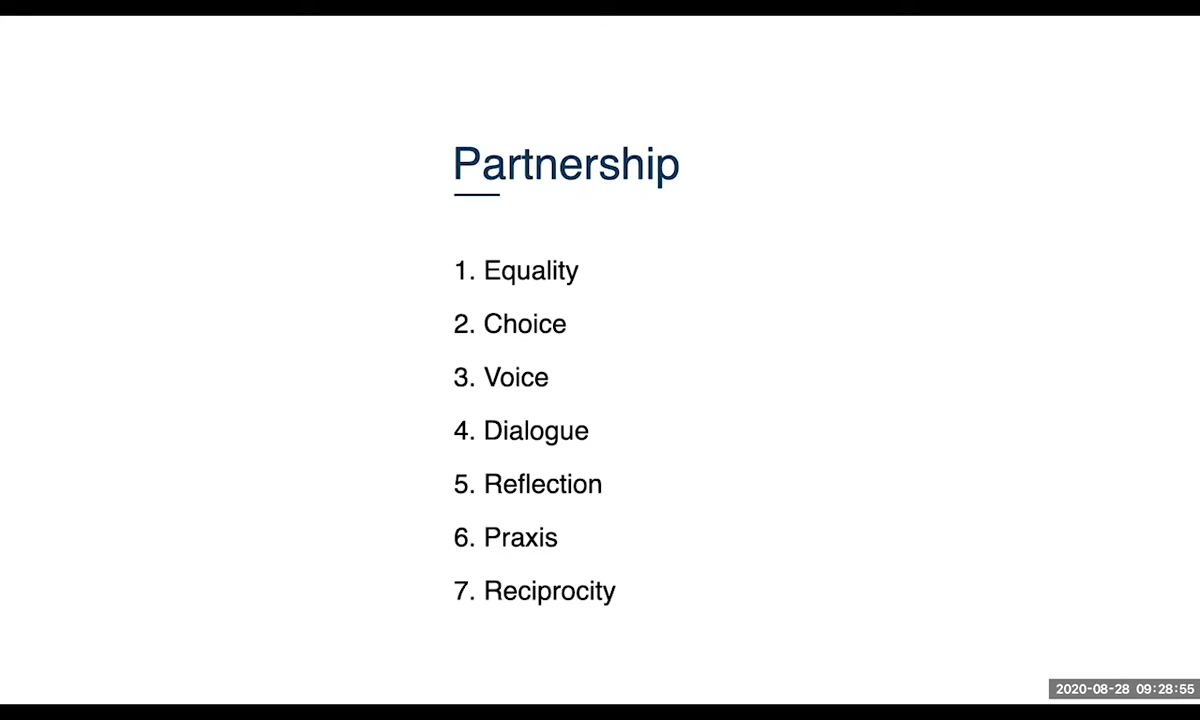 Partnership
1. Equality
2. Choice
3. Voice
4. Dialogue
5. Reflection
6. Praxis
7. Reciprocity
2020-08-28 09:28:55